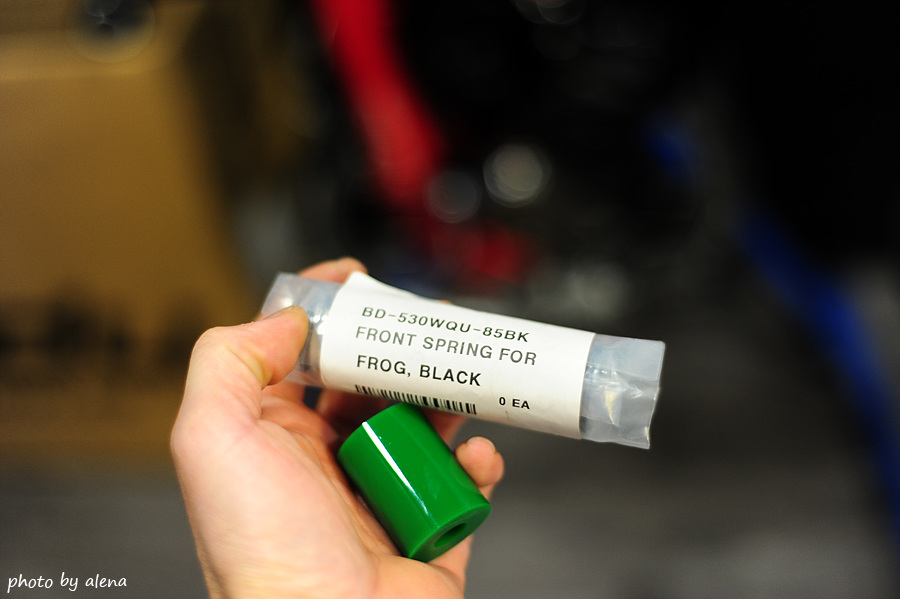 BD-530WQU-85BK
FRONT SPRING FOR
FROG, BLACK
0 EA
photo by alena